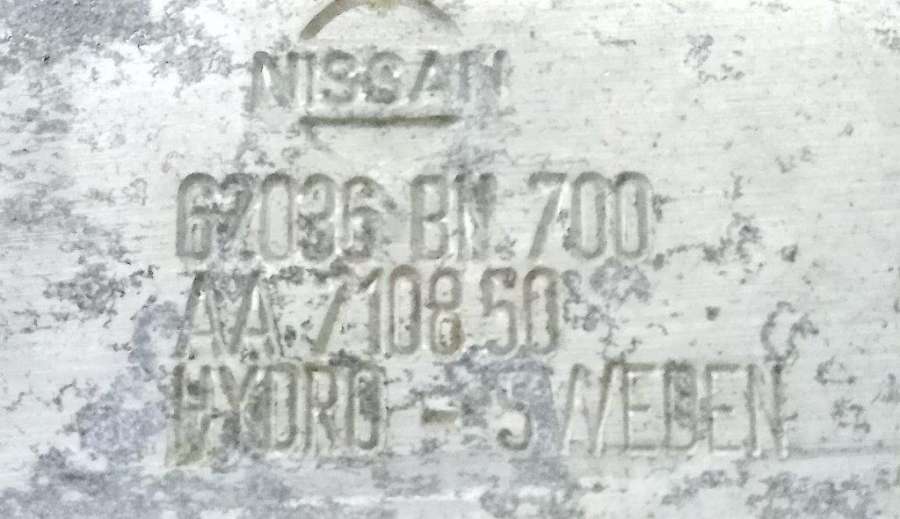 NISSAN
62036 BN 700
AA 7108.50
HYDRO - SWEDEN